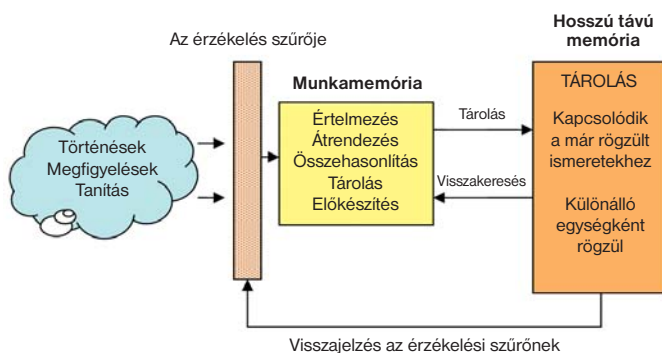 Az érzékelés szűrője
Történések
Megfigyelések
Tanítás
Munkamemória
Értelmezés
Átrendezés
Összehasonlítás
Tárolás
Előkészítés
Tárolás
Visszakeresés
Hosszú távú
memória
TÁROLÁS
Kapcsolódik
a már rögzült
ismeretekhez
Különálló
egységként
rögzül
Visszajelzés az érzékelési szűrőnek